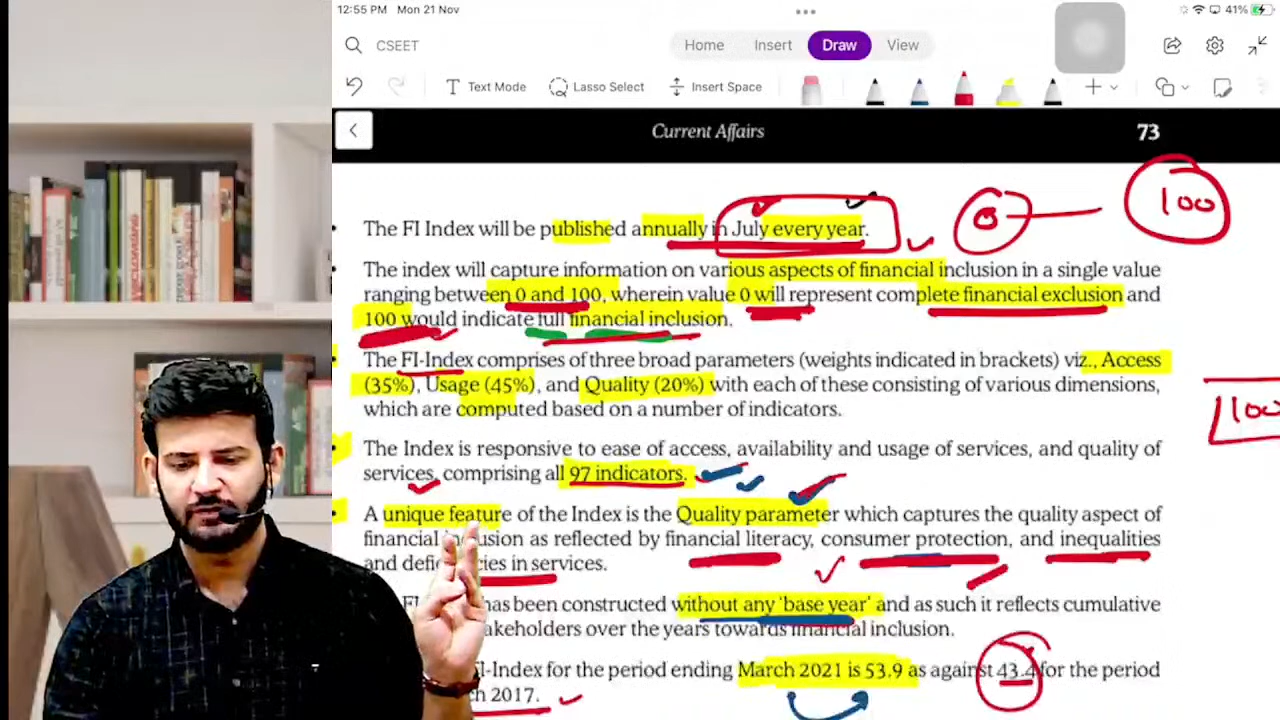 12:55 PM Mon 21 Nov
41%
CSEET
Home Insert Draw View
Text Mode Lasso Select Insert Space
Current Affairs 73
The FI Index will be published annually in July every year.
0 100
The index will capture information on various aspects of financial inclusion in a single value
ranging between 0 and 100, wherein value 0 will represent complete financial exclusion and
100 would indicate full financial inclusion.
The FI-Index comprises of three broad parameters (weights indicated in brackets) viz., Access
(35%), Usage (45%), and Quality (20%) with each of these consisting of various dimensions,
which are computed based on a number of indicators.
100
The Index is responsive to ease of access, availability and usage of services, and quality of
services, comprising all 97 indicators.
A unique feature of the Index is the Quality parameter which captures the quality aspect of
financial inclusion as reflected by financial literacy, consumer protection, and inequalities
and in services.
has been constructed without any 'base year' and as such it reflects cumulative
over the years towards financial inclusion.
FI-Index for the period ending March 2021 is 53.9 as against 43.4 for the period
2017.